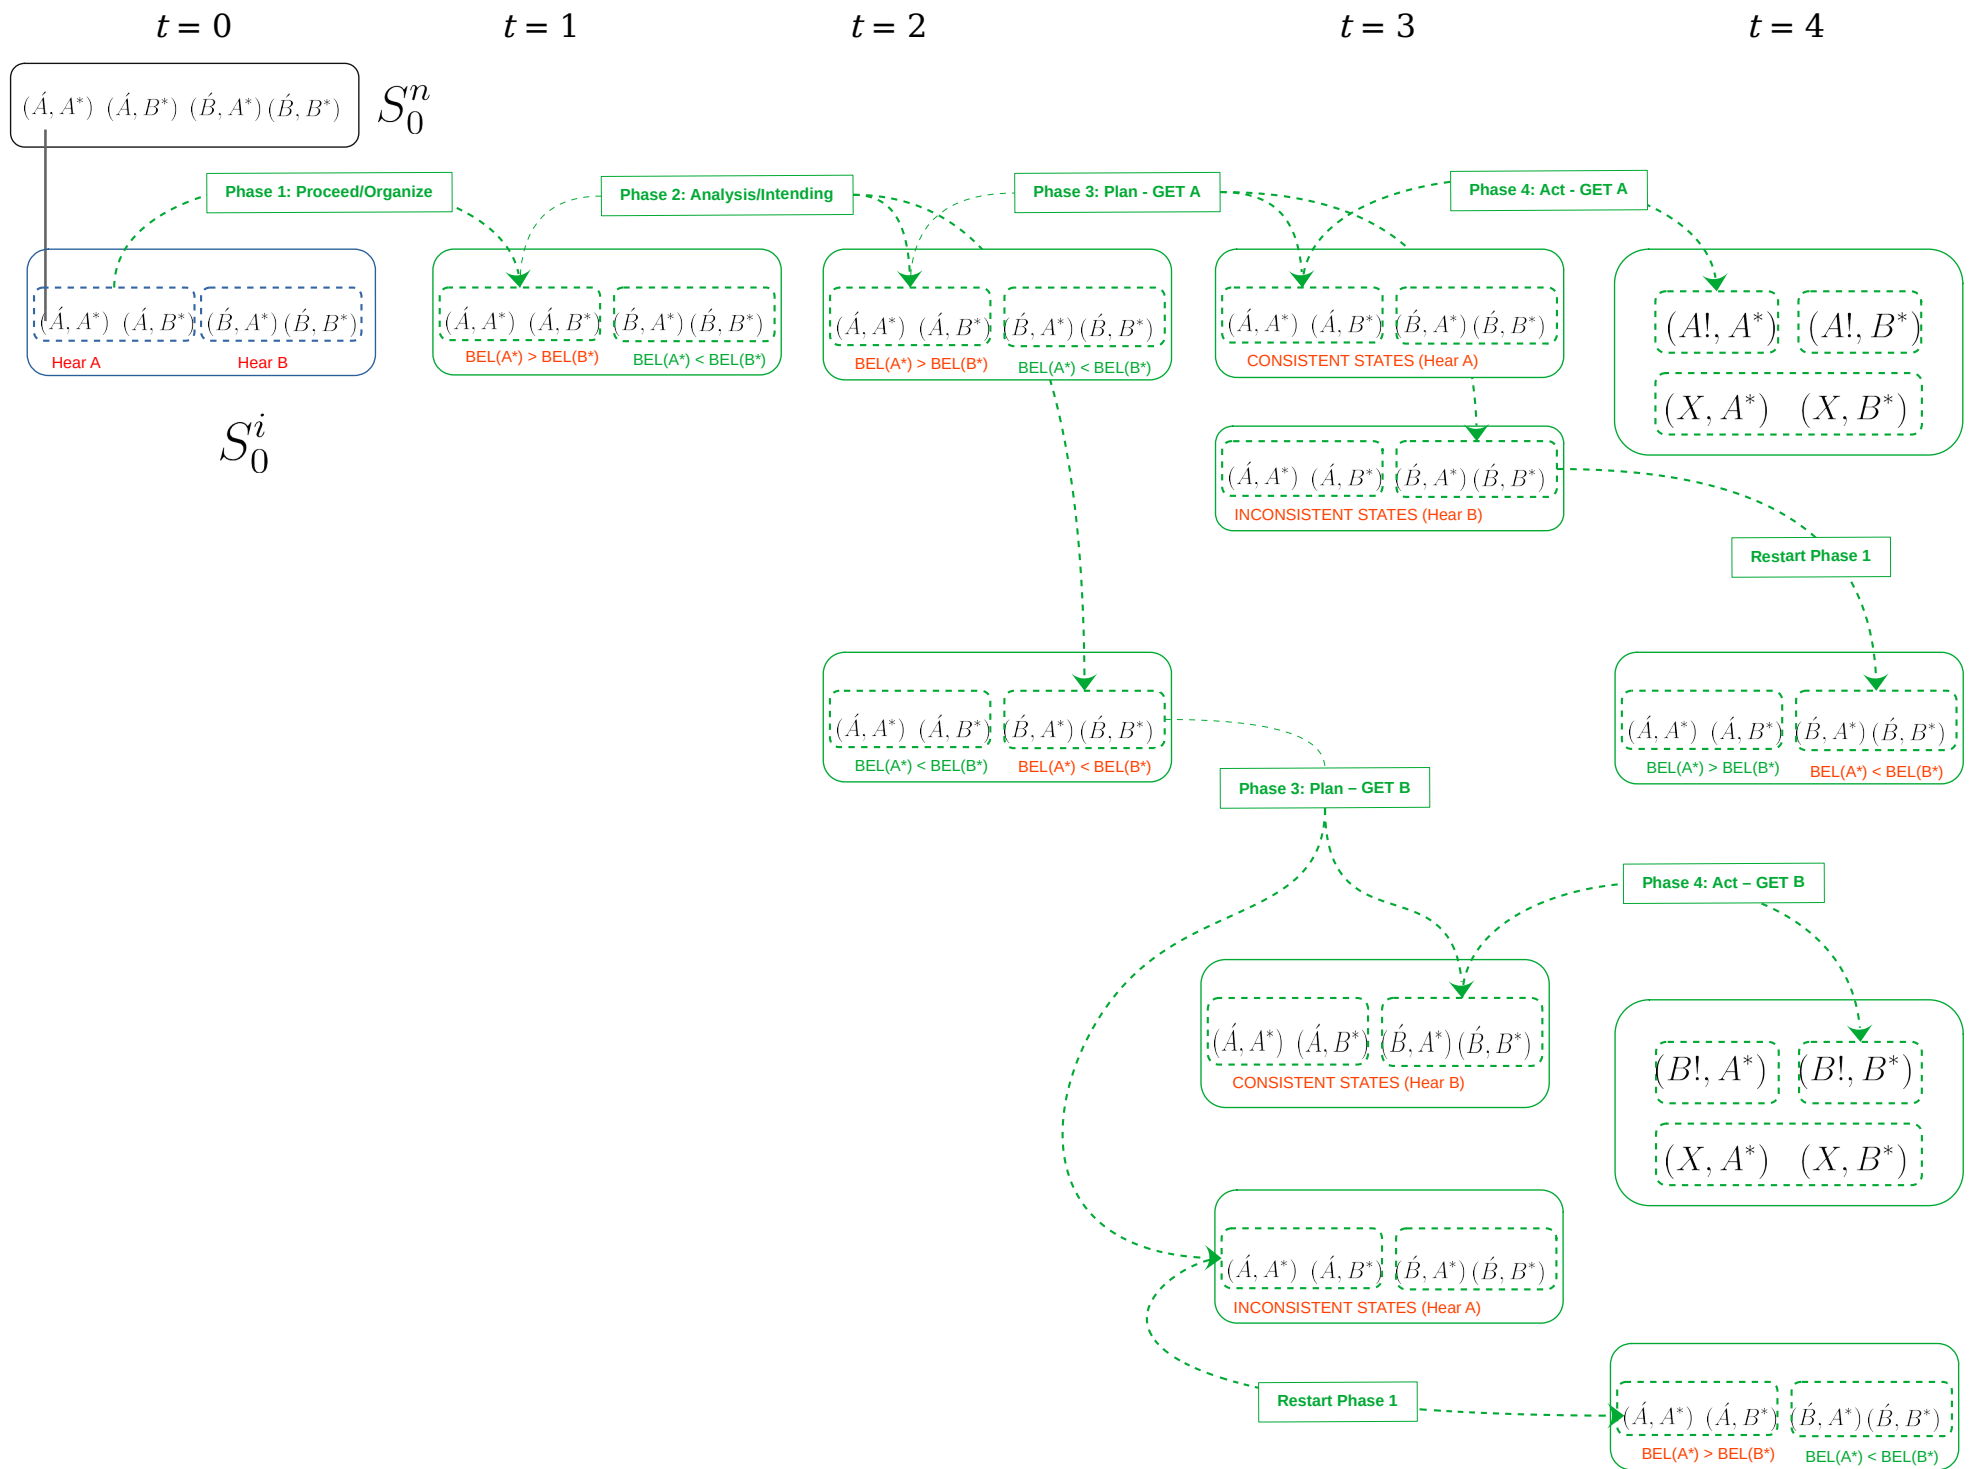 t = 0
t = 1
t = 2
t = 3
t = 4
(Á, A*) (Á, B*) (B́, A*) (B́, B*)
S₀ⁿ
Phase 1: Proceed/Organize
Phase 2: Analysis/Intending
Phase 3: Plan - GET A
Phase 4: Act - GET A
(Á, A*) (Á, B*) (B́, A*) (B́, B*)
Hear A
Hear B
S₀ⁱ
(Á, A*) (Á, B*) (B́, A*) (B́, B*)
BEL(A*) > BEL(B*)
BEL(A*) < BEL(B*)
(Á, A*) (Á, B*) (B́, A*) (B́, B*)
BEL(A*) > BEL(B*)
BEL(A*) < BEL(B*)
(Á, A*) (Á, B*) (B́, A*) (B́, B*)
CONSISTENT STATES (Hear A)
(A!, A*) (A!, B*)
(X, A*) (X, B*)
(Á, A*) (Á, B*) (B́, A*) (B́, B*)
INCONSISTENT STATES (Hear B)
Restart Phase 1
(Á, A*) (Á, B*) (B́, A*) (B́, B*)
BEL(A*) < BEL(B*)
BEL(A*) < BEL(B*)
(Á, A*) (Á, B*) (B́, A*) (B́, B*)
BEL(A*) > BEL(B*)
BEL(A*) < BEL(B*)
Phase 3: Plan – GET B
Phase 4: Act – GET B
(Á, A*) (Á, B*) (B́, A*) (B́, B*)
CONSISTENT STATES (Hear B)
(B!, A*) (B!, B*)
(X, A*) (X, B*)
(Á, A*) (Á, B*) (B́, A*) (B́, B*)
INCONSISTENT STATES (Hear A)
Restart Phase 1
(Á, A*) (Á, B*) (B́, A*) (B́, B*)
BEL(A*) > BEL(B*)
BEL(A*) < BEL(B*)